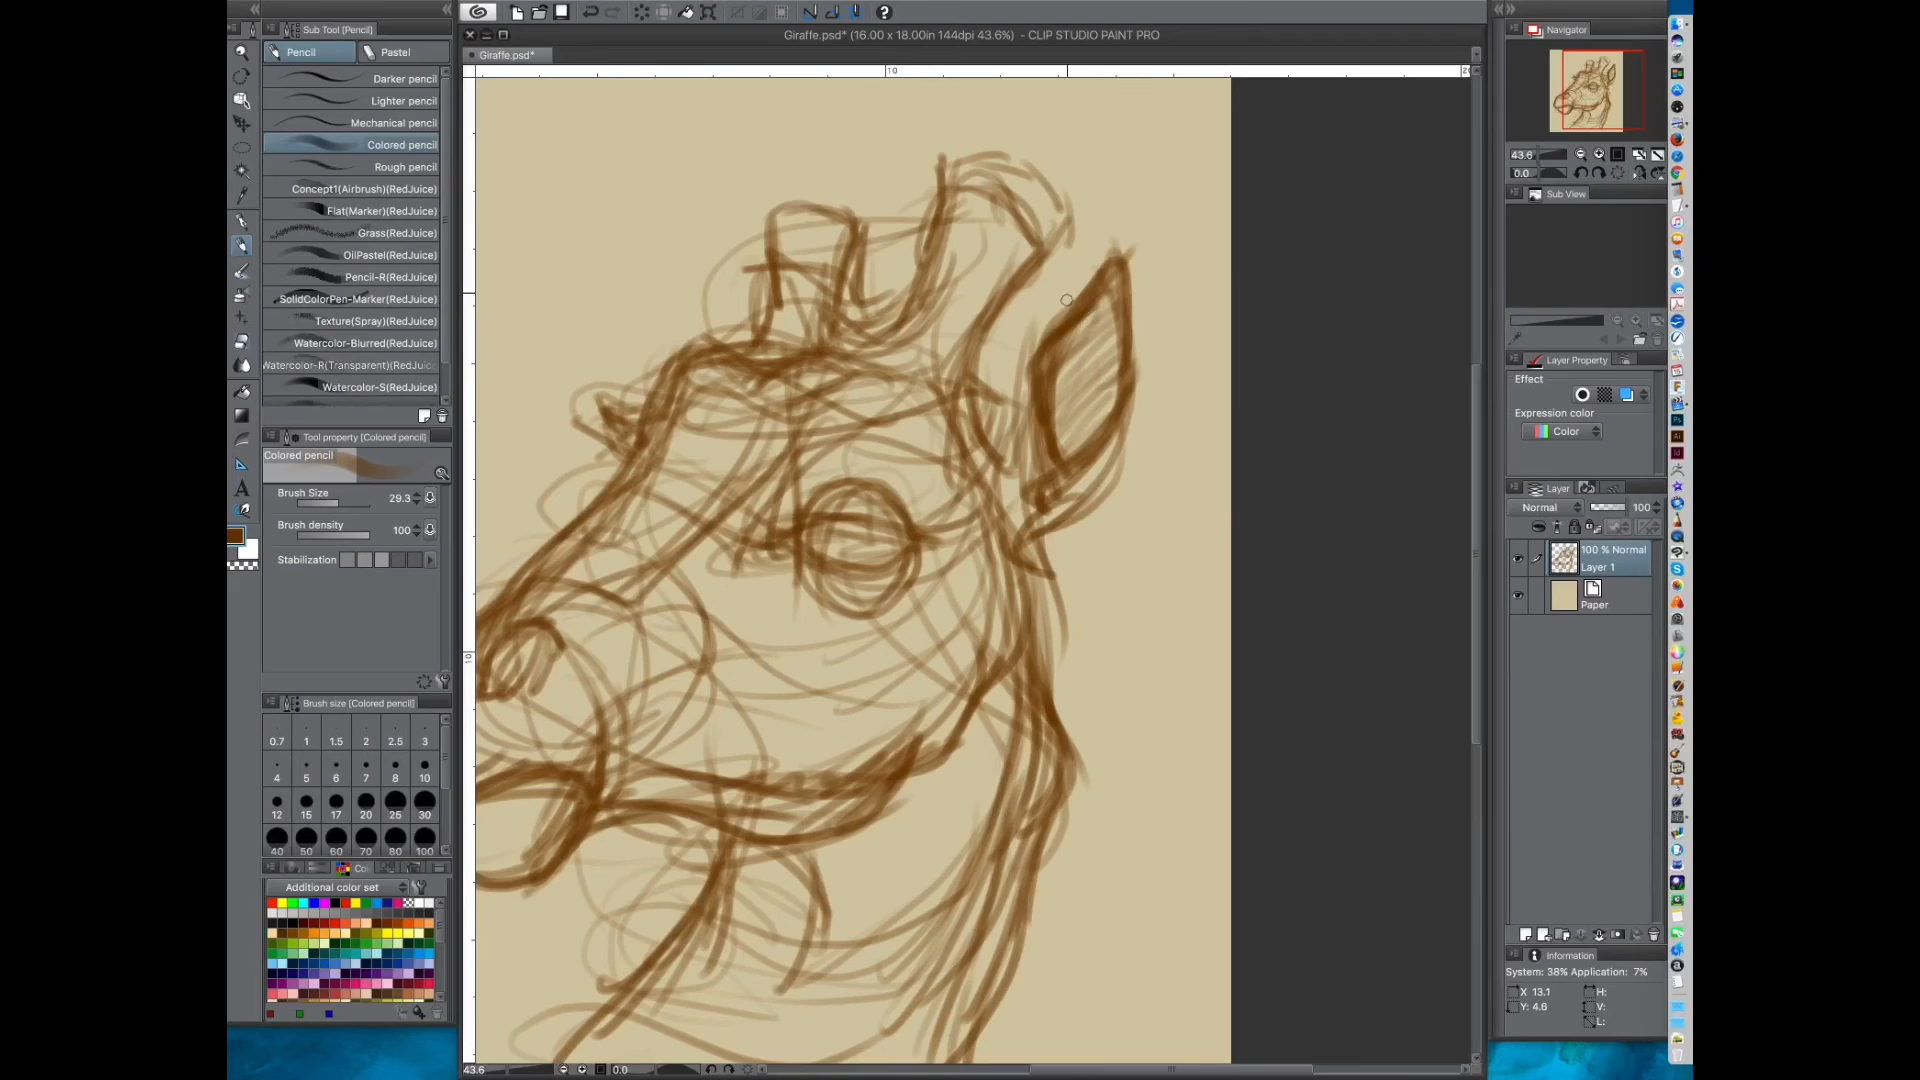 Giraffe.psd* (16.00 x 18.00in 144dpi 43.6%) - CLIP STUDIO PAINT PRO
Giraffe.psd*
Sub Tool [Pencil]
Pencil
Pastel
Darker pencil
Lighter pencil
Mechanical pencil
Colored pencil
Rough pencil
Concept1(Airbrush)(RedJuice)
Flat(Marker)(RedJuice)
Grass(RedJuice)
OilPastel(RedJuice)
Pencil-R(RedJuice)
SolidColorPen-Marker(RedJuice)
Texture(Spray)(RedJuice)
Watercolor-Blurred(RedJuice)
Watercolor-R(Transparent)(RedJuic
Watercolor-S(RedJuice)
Tool property [Colored pencil]
Colored pencil
Brush Size 29.3
Brush density 100
Stabilization
Brush size [Colored pencil]
0.7 1 1.5 2 2.5 3
4 5 6 7 8 10
12 15 17 20 25 30
40 50 60 70 80 100
Co
Additional color set
10
20
10
43.6
0.0
Navigator
43.6
0.0
Sub View
Layer Property
Effect
Expression color
Color
Layer
Normal 100
100 % Normal
Layer 1
Paper
Information
System: 38% Application: 7%
X 13.1 H:
Y: 4.6 V:
L: